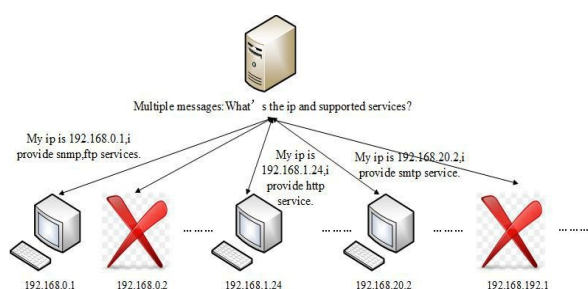 Multiple messages:What's the ip and supported services?
My ip is 192.168.0.1,i
provide snmp,ftp services.
My ip is
192.168.1.24,i
provide http
service.
My ip is 192.168.20.2,i
provide smtp service.
......... ......... ......... .........
192.168.0.1 192.168.0.2 192.168.1.24 192.168.20.2 192.168.192.1